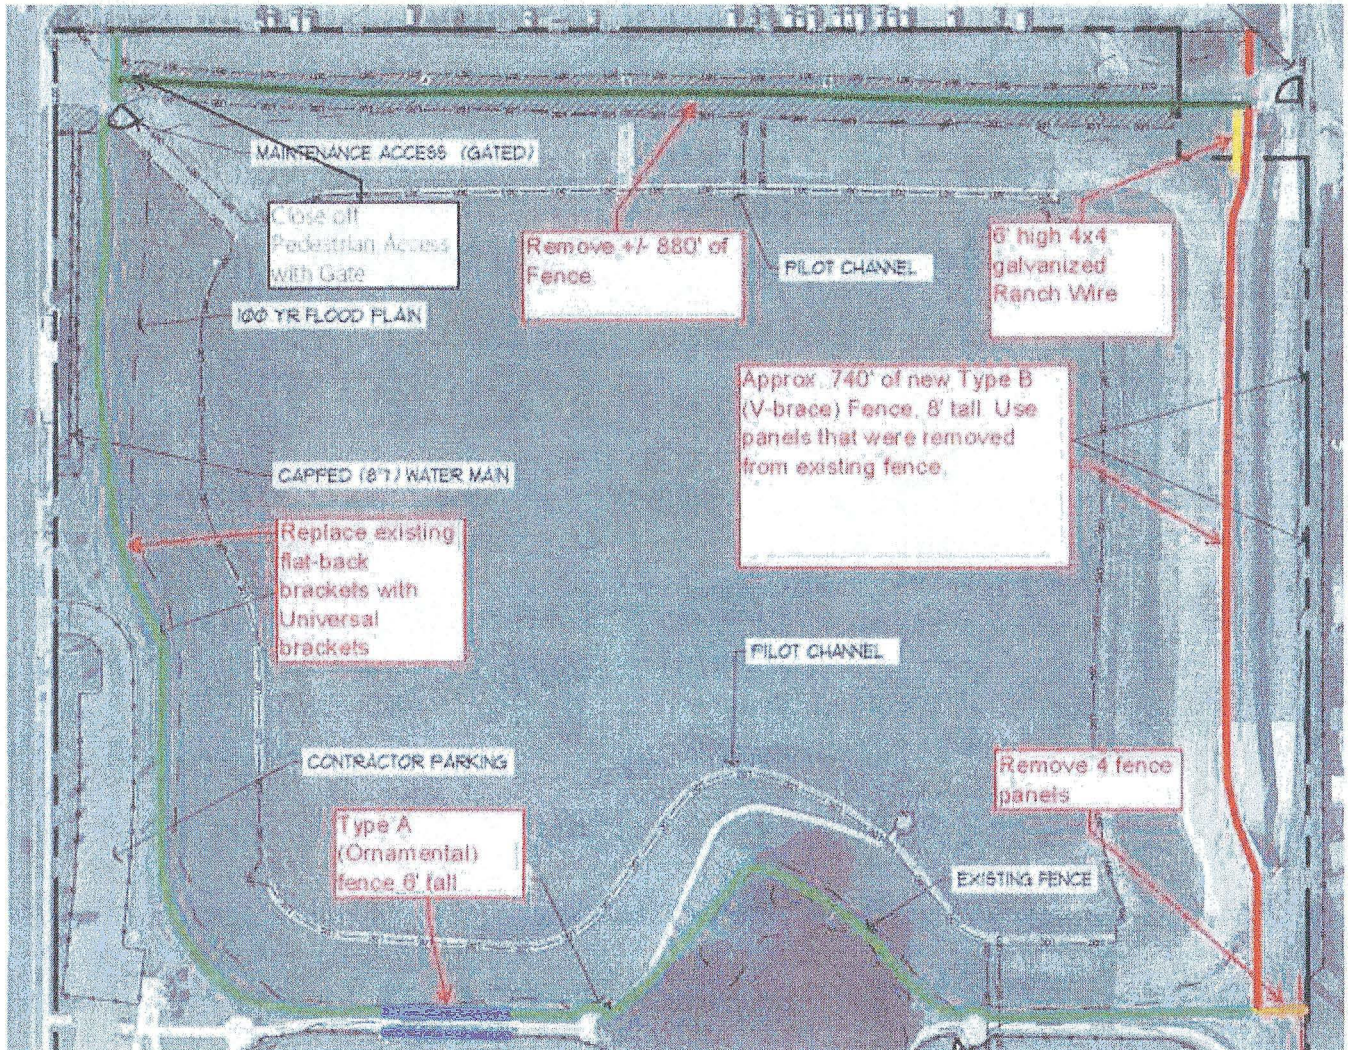 MAINTENANCE ACCESS (GATED)
Close off
Pedestrian Access
with Gate
Remove +/- 880' of
Fence
PILOT CHANNEL
6' high 4x4
galvanized
Ranch Wire
100 YR FLOOD PLAIN
Approx. 740' of new Type B
(V-brace) Fence, 8' tall. Use
panels that were removed
from existing fence.
CAPPED (8") WATER MAIN
Replace existing
flat-back
brackets with
Universal
brackets
PILOT CHANNEL
CONTRACTOR PARKING
Remove 4 fence
panels
Type A
(Ornamental)
fence 6' tall
EXISTING FENCE